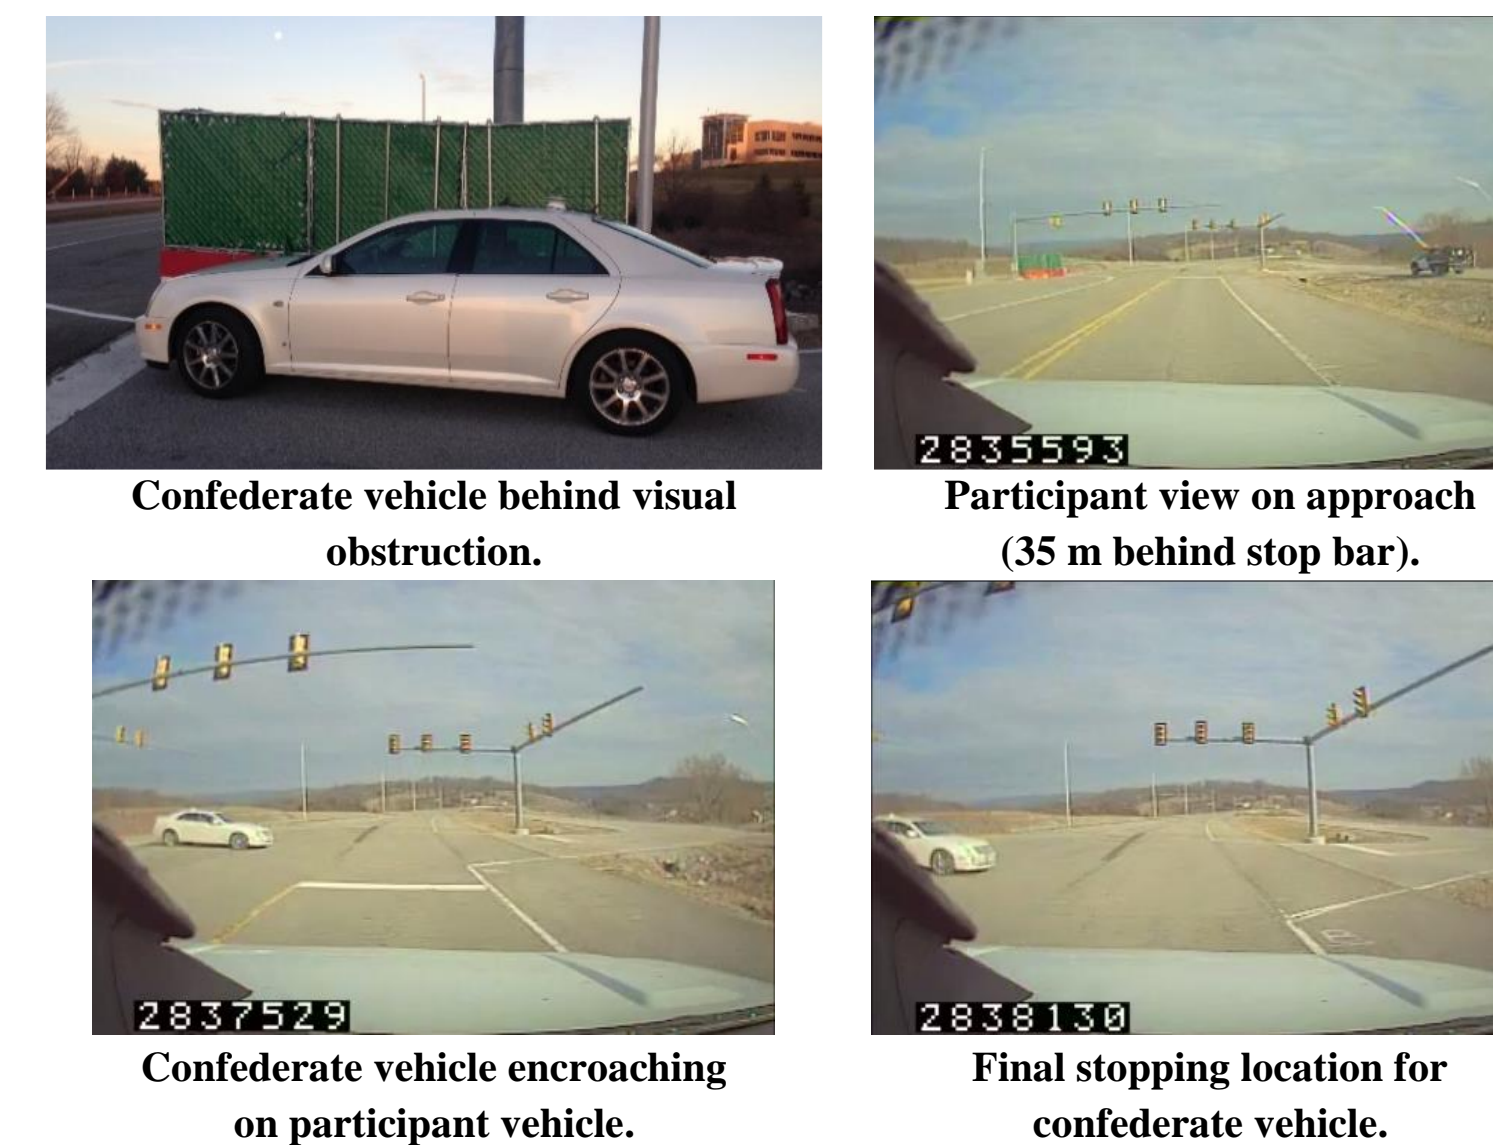 2835593
Confederate vehicle behind visual
obstruction.
Participant view on approach
(35 m behind stop bar).
2837529
2838130
Confederate vehicle encroaching
on participant vehicle.
Final stopping location for
confederate vehicle.